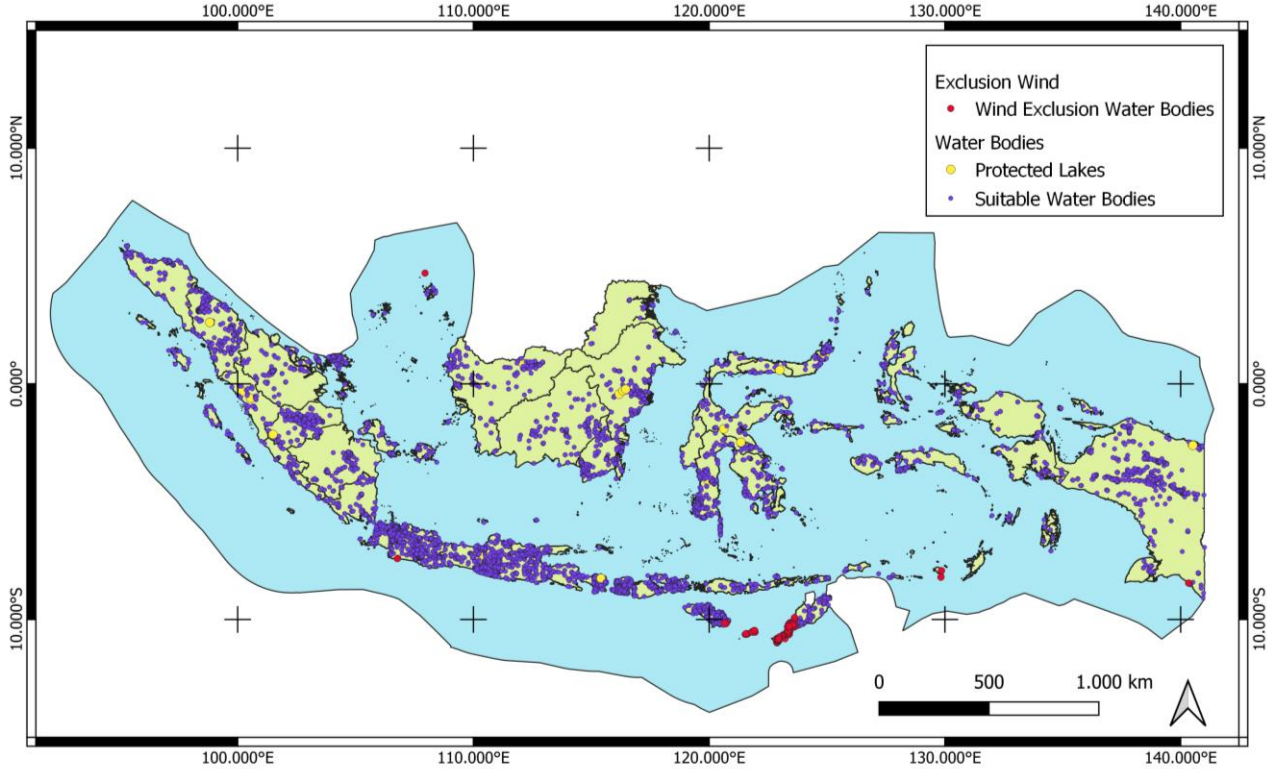 100.000°E 110.000°E 120.000°E 130.000°E 140.000°E
Exclusion Wind
Wind Exclusion Water Bodies
Water Bodies
Protected Lakes
Suitable Water Bodies
10.000°N 10.000°N
0.000° 0.000°
10.000°S 10.000°S
0 500 1.000 km
100.000°E 110.000°E 120.000°E 130.000°E 140.000°E